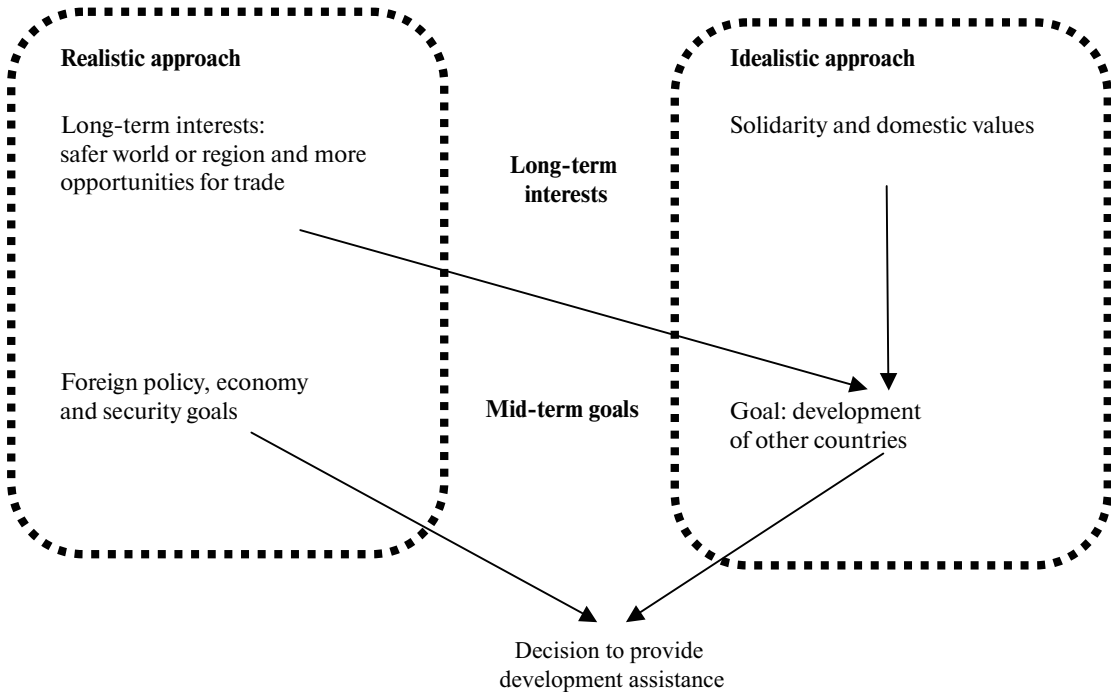 Realistic approach
Long-term interests:
safer world or region and more
opportunities for trade
Foreign policy, economy
and security goals
Long-term
interests
Mid-term goals
Idealistic approach
Solidarity and domestic values
Goal: development
of other countries
Decision to provide
development assistance